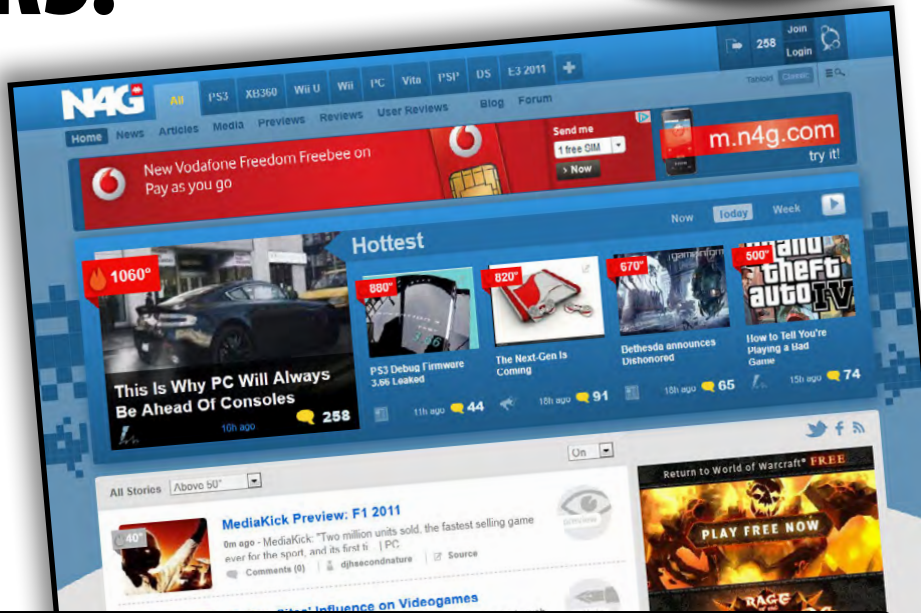 258
Join
Login
N4G
All
PS3
XB360
Wii U
Wii
PC
Vita
PSP
DS
E3 2011
Tabloid
Classic
Home
News
Articles
Media
Previews
Reviews
User Reviews
Blog
Forum
New Vodafone Freedom Freebee on
Pay as you go
Send me
1 free SIM
> Now
m.n4g.com
try it!
Hottest
Now
Today
Week
1060°
This Is Why PC Will Always
Be Ahead Of Consoles
16h ago
258
880°
PS3 Debug Firmware
3.66 Leaked
11h ago
44
820°
The Next-Gen Is
Coming
16h ago
91
670°
Bethesda announces
Dishonored
16h ago
65
500°
grand
theft
auto IV
How to Tell You're
Playing a Bad
Game
15h ago
74
All Stories
Above 50°
On
40°
MediaKick Preview: F1 2011
0m ago - MediaKick: "Two million units sold, the fastest selling game
ever for the sport, and its first ti... | PC
Comments (0)
djhsecondnature
Source
preview
Influence on Videogames
Return to World of Warcraft® FREE
PLAY FREE NOW
RAGE